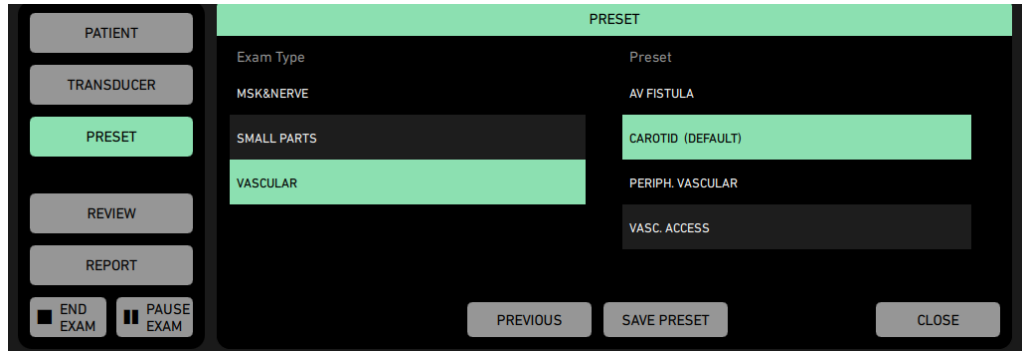 PATIENT
TRANSDUCER
PRESET
REVIEW
REPORT
END
EXAM
PAUSE
EXAM
PRESET
Exam Type
MSK&NERVE
SMALL PARTS
VASCULAR
Preset
AV FISTULA
CAROTID (DEFAULT)
PERIPH. VASCULAR
VASC. ACCESS
PREVIOUS
SAVE PRESET
CLOSE